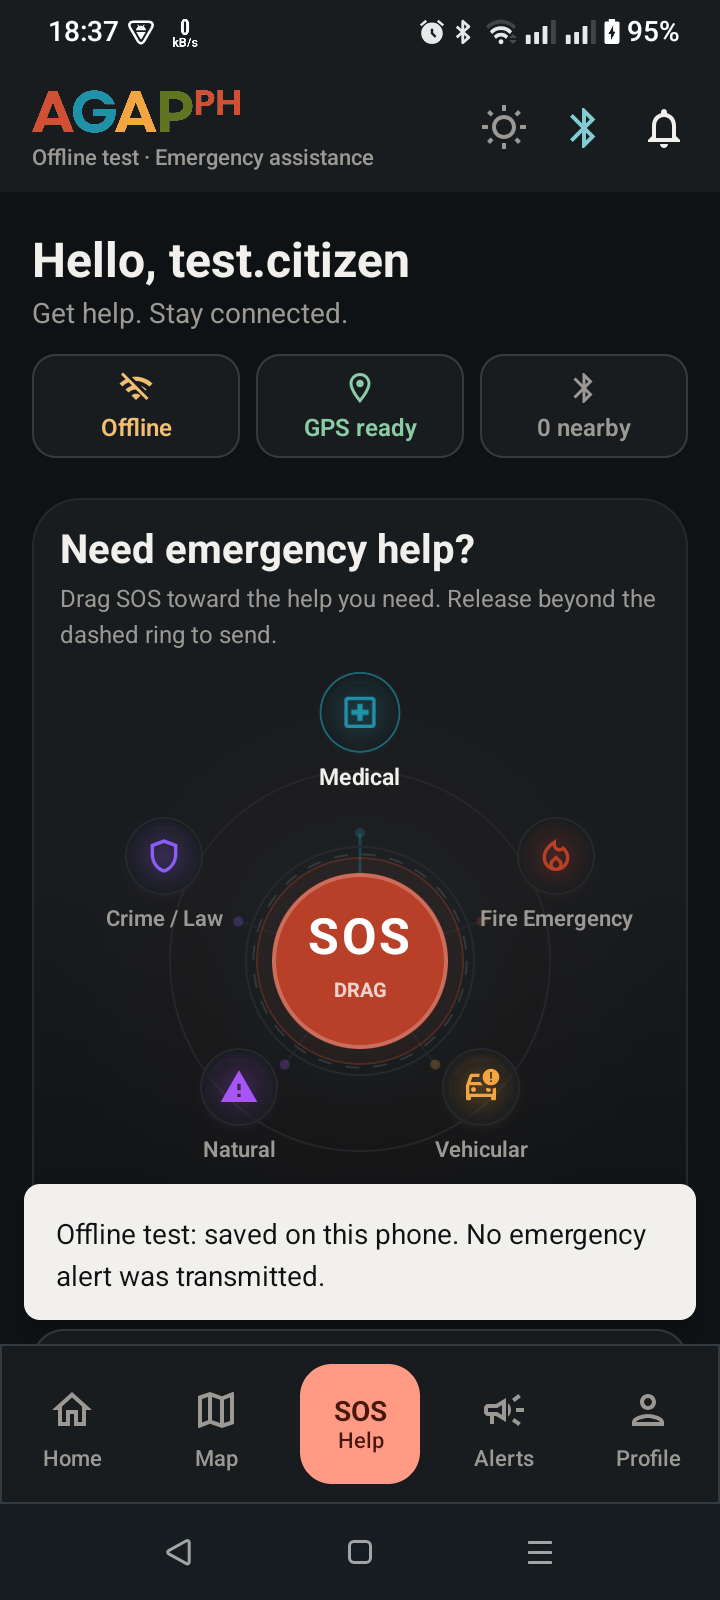 18:37
0
kB/s
95%
AGAPPH
Offline test · Emergency assistance
Hello, test.citizen
Get help. Stay connected.
Offline
GPS ready
0 nearby
Need emergency help?
Drag SOS toward the help you need. Release beyond the
dashed ring to send.
Medical
Crime / Law
Fire Emergency
SOS
DRAG
Natural
Vehicular
Offline test: saved on this phone. No emergency
alert was transmitted.
Home
Map
SOS
Help
Alerts
Profile